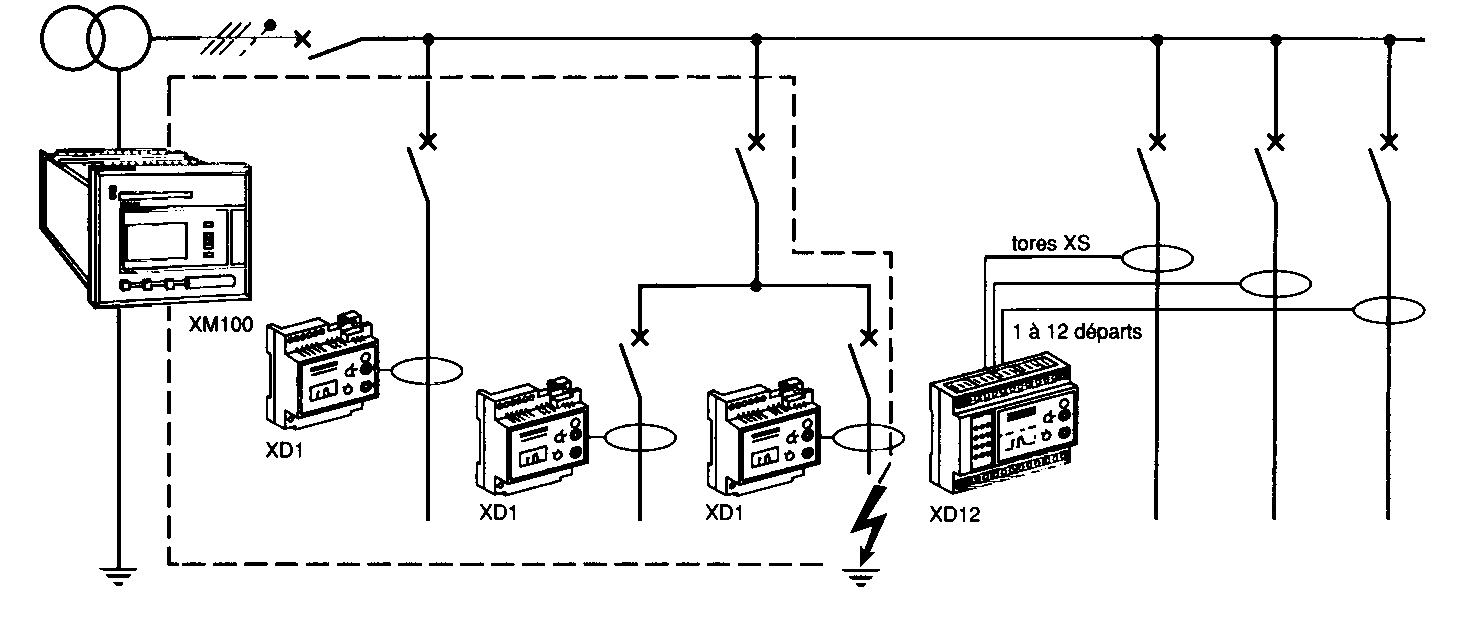 tores XS
XM100
1 à 12 départs
XD1
XD1
XD1
XD12